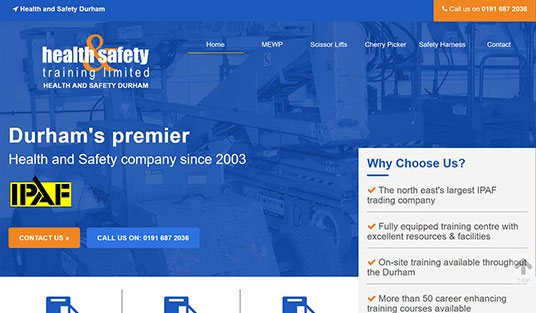 Health and Safety Durham
Call us on 0191 687 2036
health & safety
training limited
HEALTH AND SAFETY DURHAM
Home
MEWP
Scissor Lifts
Cherry Picker
Safety Harness
Contact
Durham's premier
Health and Safety company since 2003
IPAF
CONTACT US »
CALL US ON: 0191 687 2036
Why Choose Us?
The north east's largest IPAF
trading company
Fully equipped training centre with
excellent resources & facilities
On-site training available throughout
the Durham
More than 50 career enhancing
training courses available
TOP